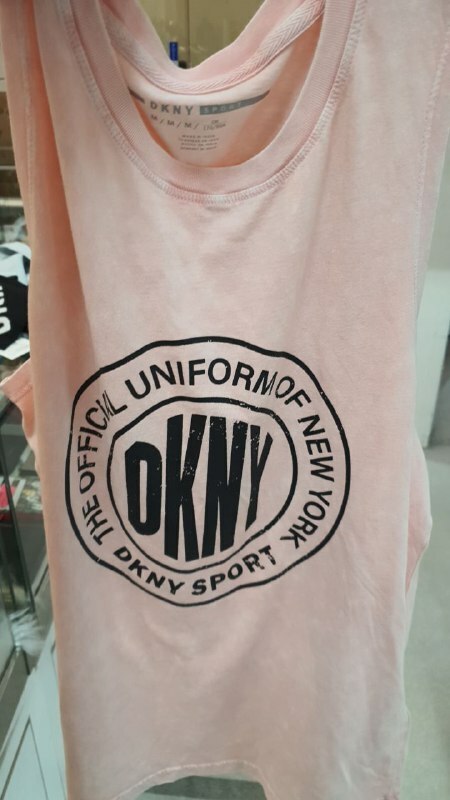 DKNY SPORT
M / M / M /
THE OFFICIAL UNIFORM OF NEW YORK
DKNY
DKNY SPORT